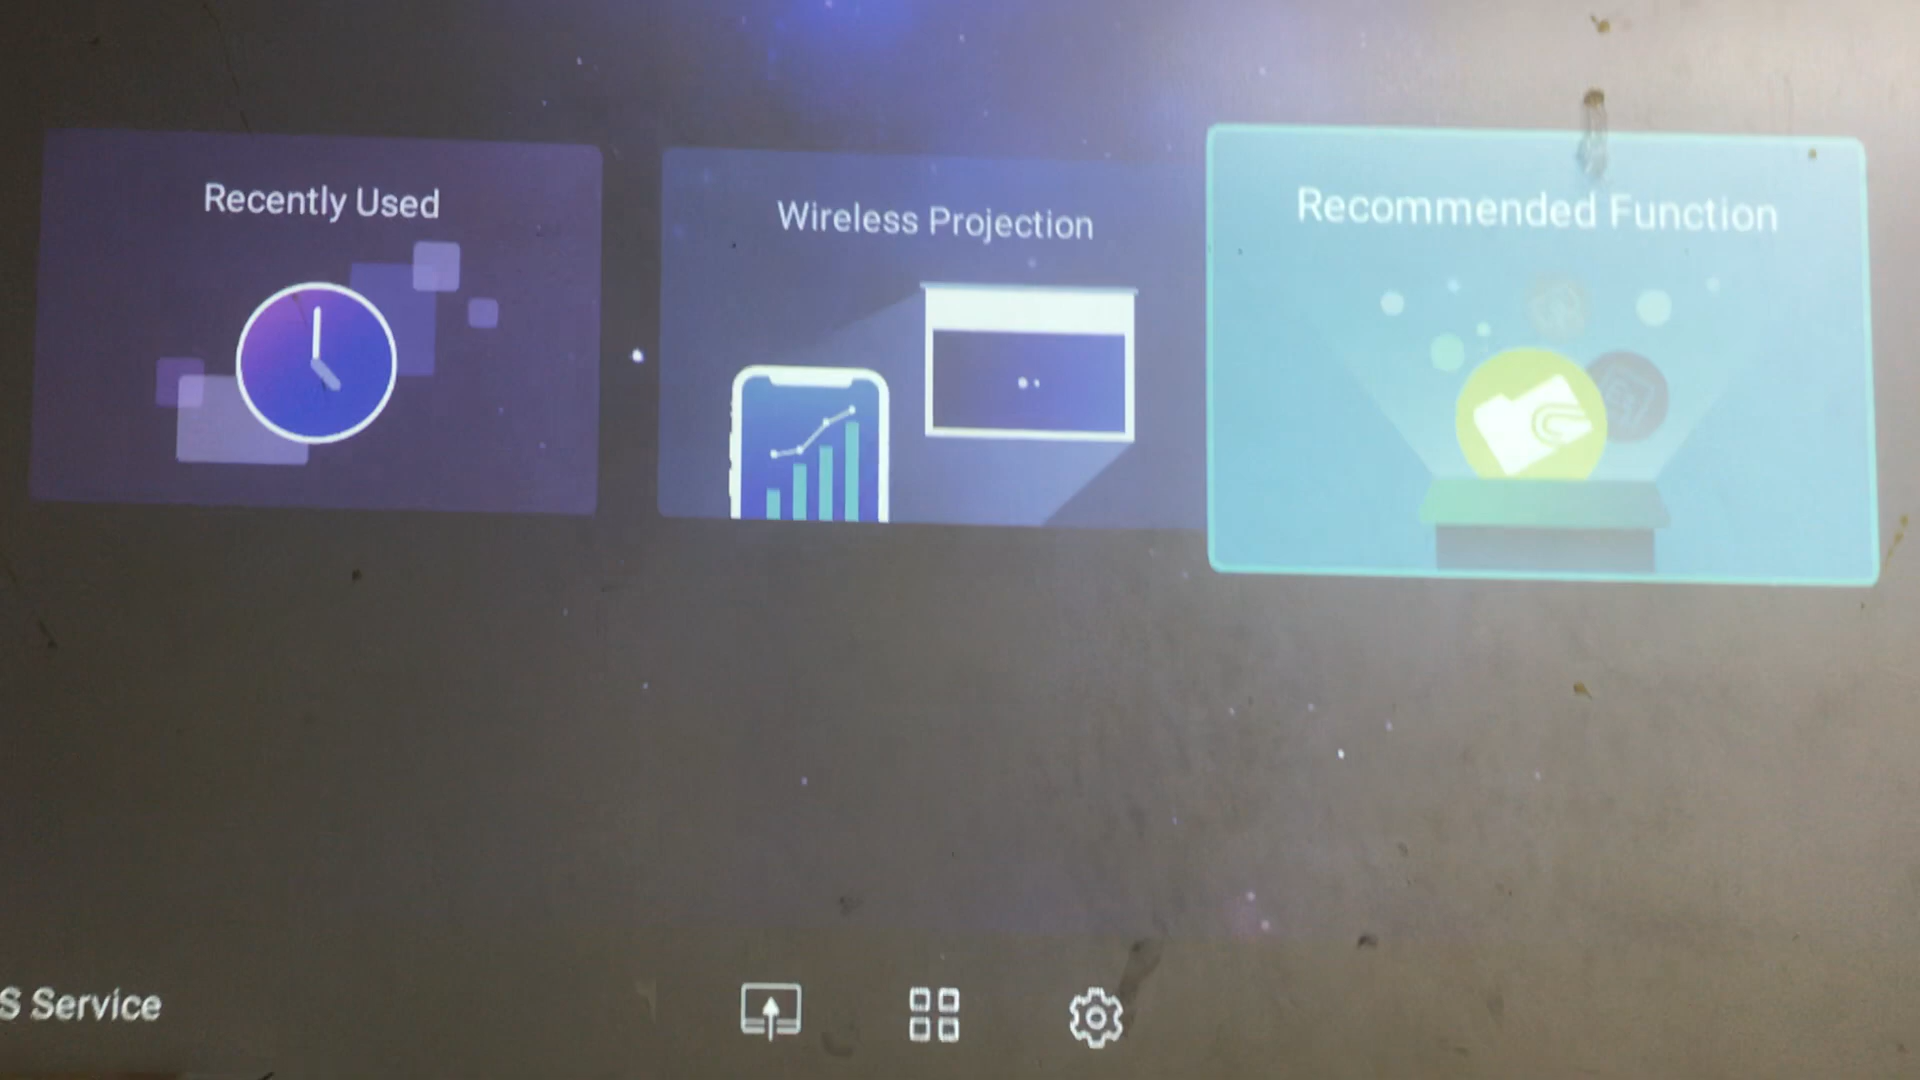 Recently Used
Wireless Projection
Recommended Function
S Service